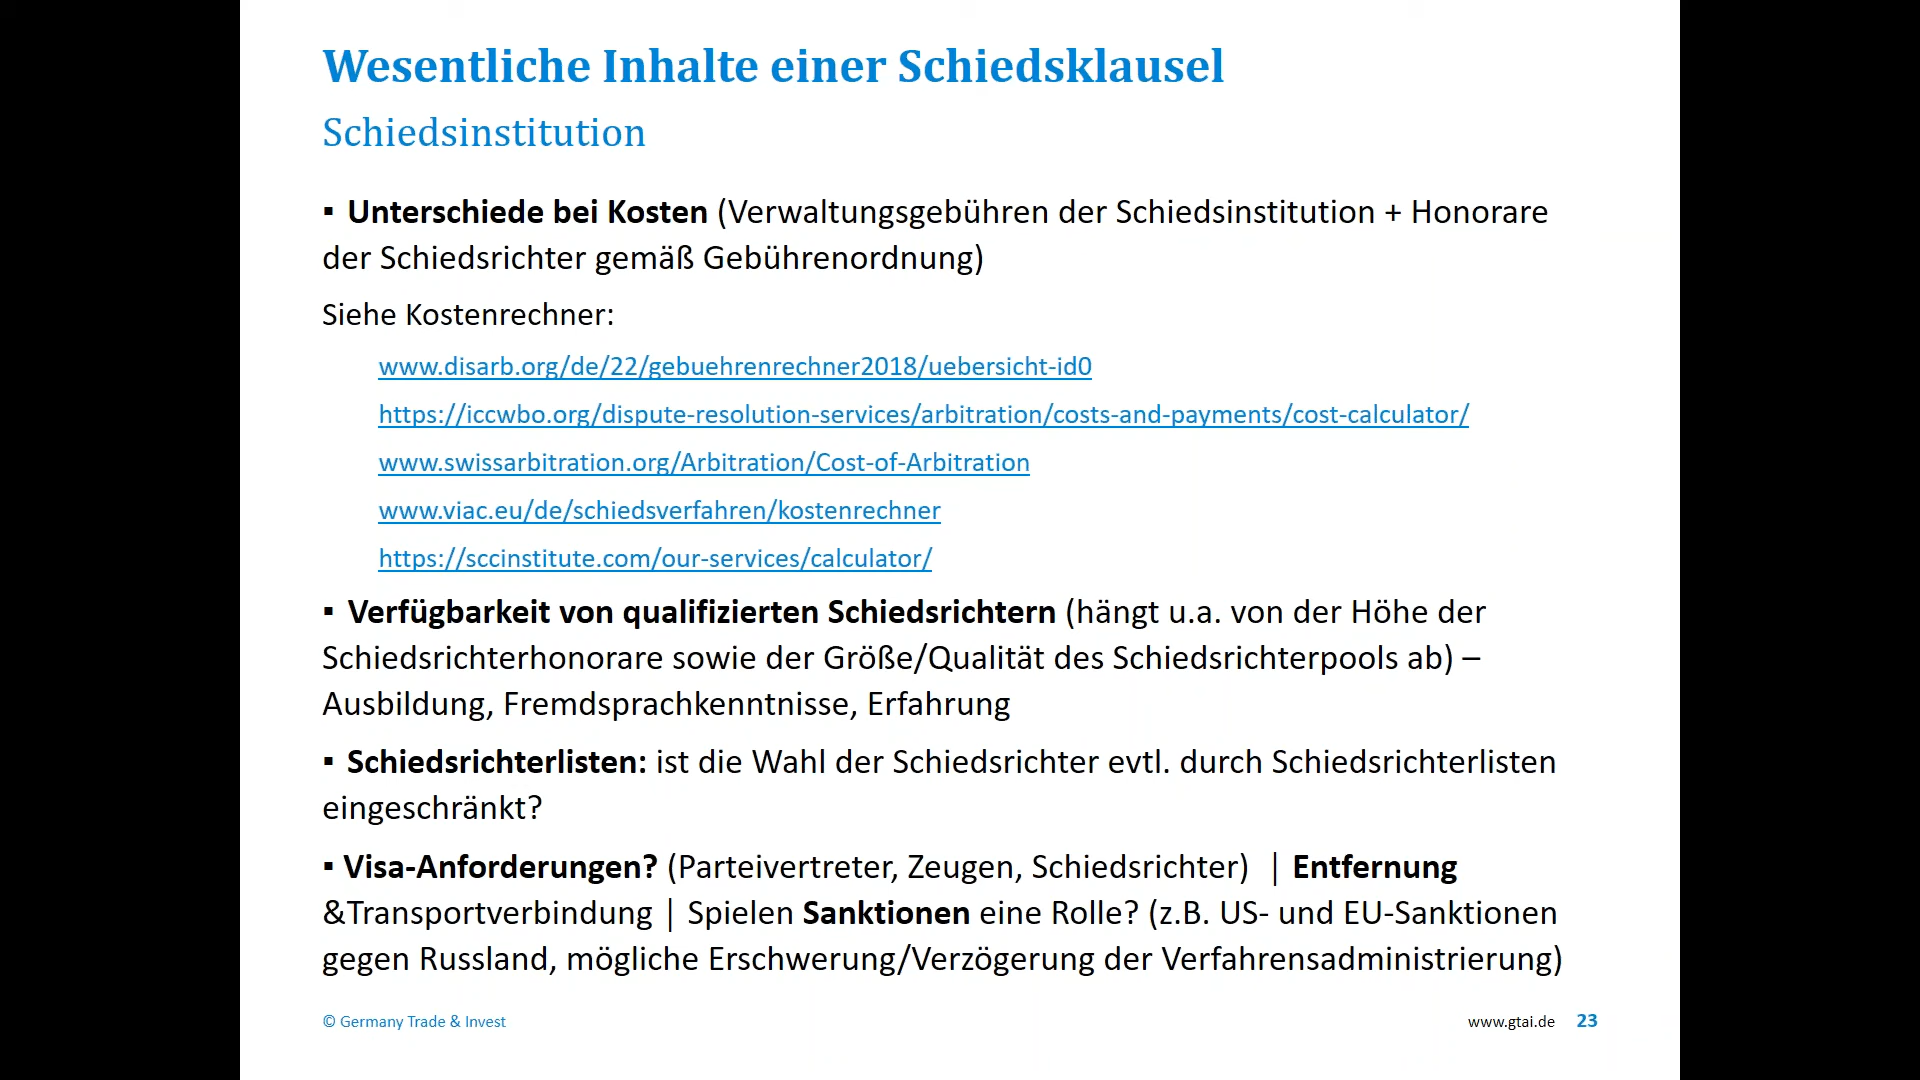 Wesentliche Inhalte einer Schiedsklausel
Schiedsinstitution
▪ Unterschiede bei Kosten (Verwaltungsgebühren der Schiedsinstitution + Honorare
der Schiedsrichter gemäß Gebührenordnung)
Siehe Kostenrechner:
www.disarb.org/de/22/gebuehrenrechner2018/uebersicht-id0
https://iccwbo.org/dispute-resolution-services/arbitration/costs-and-payments/cost-calculator/
www.swissarbitration.org/Arbitration/Cost-of-Arbitration
www.viac.eu/de/schiedsverfahren/kostenrechner
https://sccinstitute.com/our-services/calculator/
▪ Verfügbarkeit von qualifizierten Schiedsrichtern (hängt u.a. von der Höhe der
Schiedsrichterhonorare sowie der Größe/Qualität des Schiedsrichterpools ab) –
Ausbildung, Fremdsprachkenntnisse, Erfahrung
▪ Schiedsrichterlisten: ist die Wahl der Schiedsrichter evtl. durch Schiedsrichterlisten
eingeschränkt?
▪ Visa-Anforderungen? (Parteivertreter, Zeugen, Schiedsrichter) | Entfernung
&Transportverbindung | Spielen Sanktionen eine Rolle? (z.B. US- und EU-Sanktionen
gegen Russland, mögliche Erschwerung/Verzögerung der Verfahrensadministrierung)
© Germany Trade & Invest
www.gtai.de 23